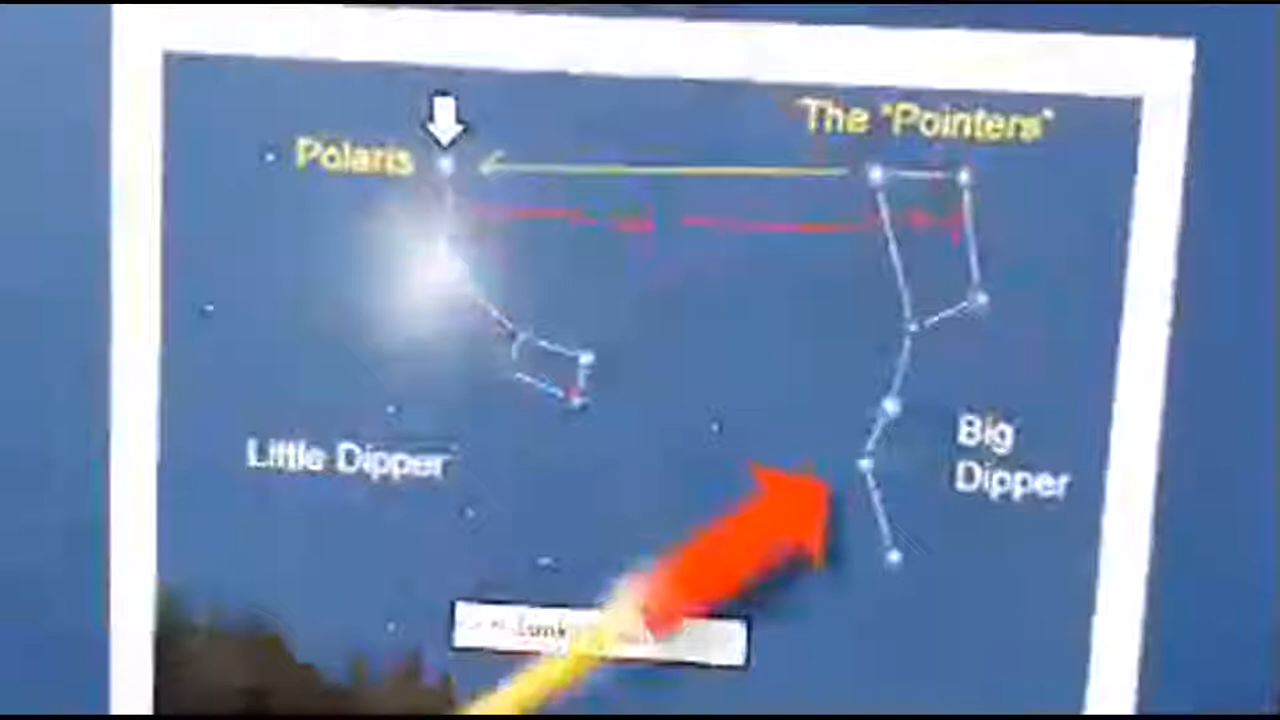 The "Pointers"
Polaris
Big
Dipper
Little Dipper